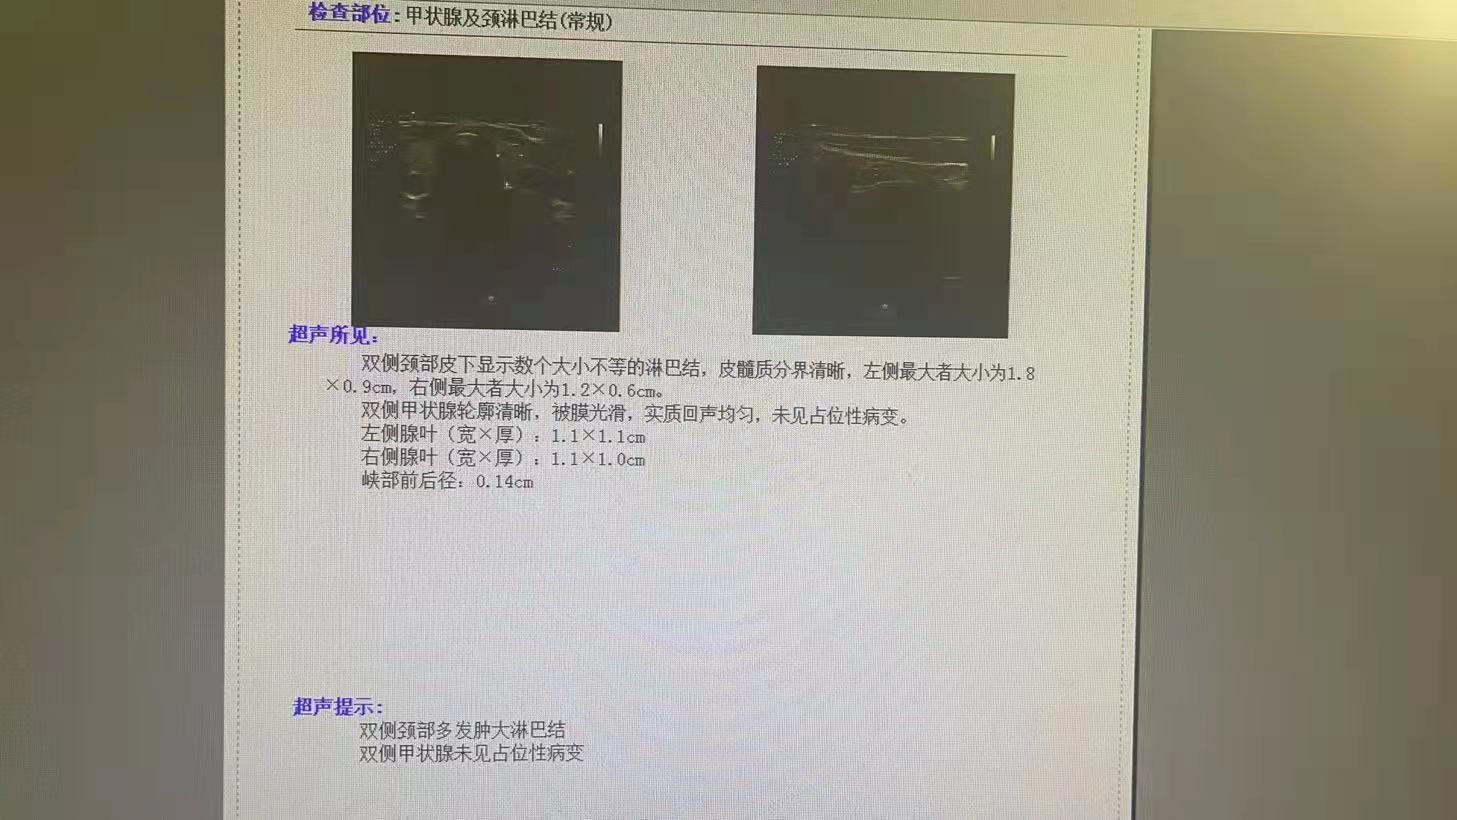 检查部位:甲状腺及颈淋巴结(常规)
超声所见:
双侧颈部皮下显示数个大小不等的淋巴结，皮髓质分界清晰，左侧最大者大小为1.8
×0.9cm，右侧最大者大小为1.2×0.6cm。
双侧甲状腺轮廓清晰，被膜光滑，实质回声均匀，未见占位性病变。
左侧腺叶（宽×厚）：1.1×1.1cm
右侧腺叶（宽×厚）：1.1×1.0cm
峡部前后径：0.14cm
超声提示:
双侧颈部多发肿大淋巴结
双侧甲状腺未见占位性病变